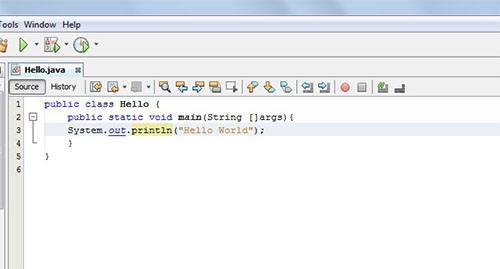 Tools Window Help
Hello.java
Source History
1 public class Hello {
2 public static void main(String []args){
3 System.out.println("Hello World");
4 }
5 }
6